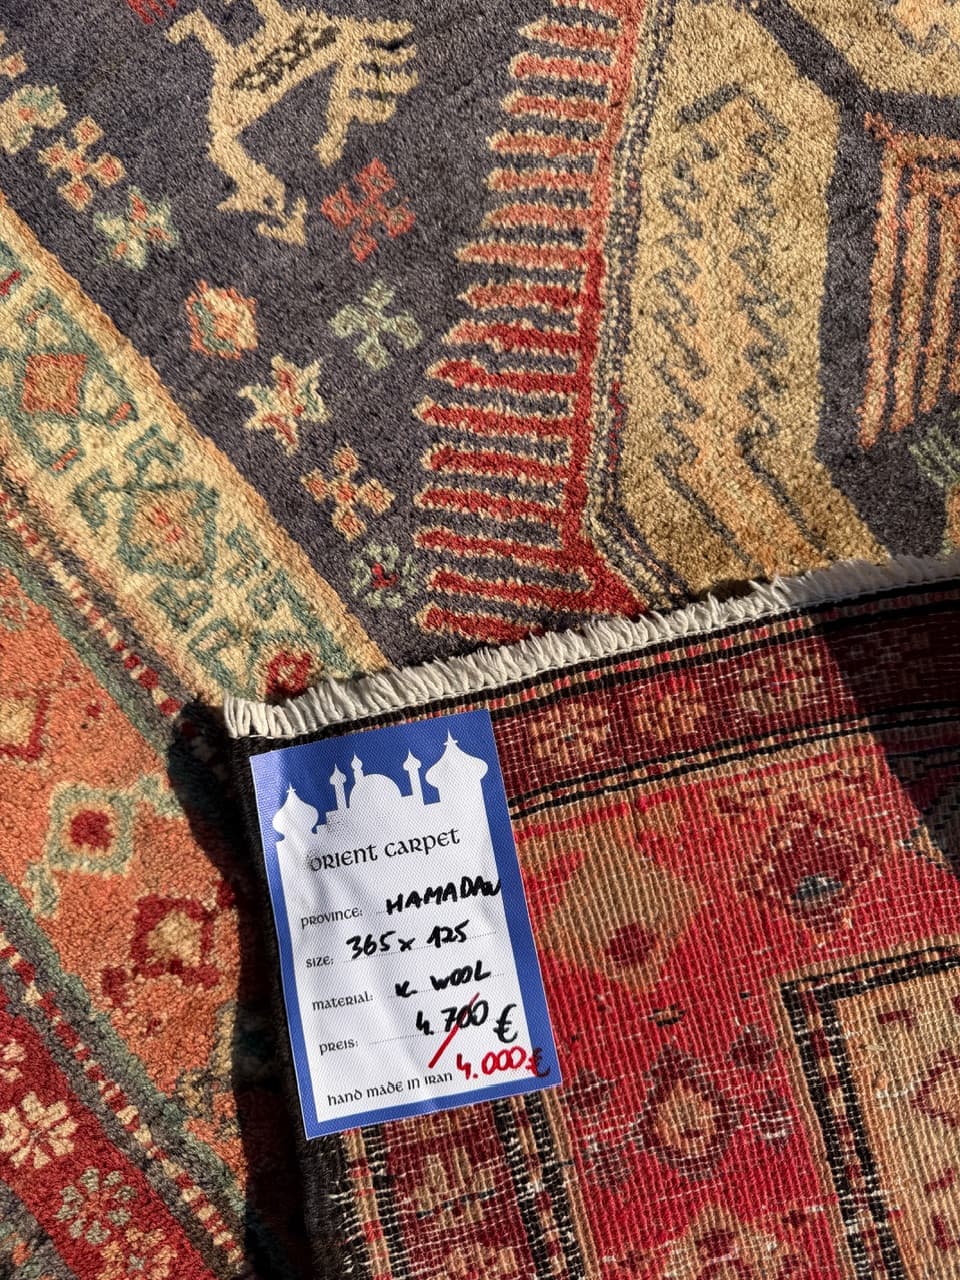 ORIENT CARPET
PROVINCE: HAMADAN
SIZE: 365 x 125
MATERIAL: K. WOOL
PREIS: 4.700 €
4.000 €
HAND MADE IN IRAN